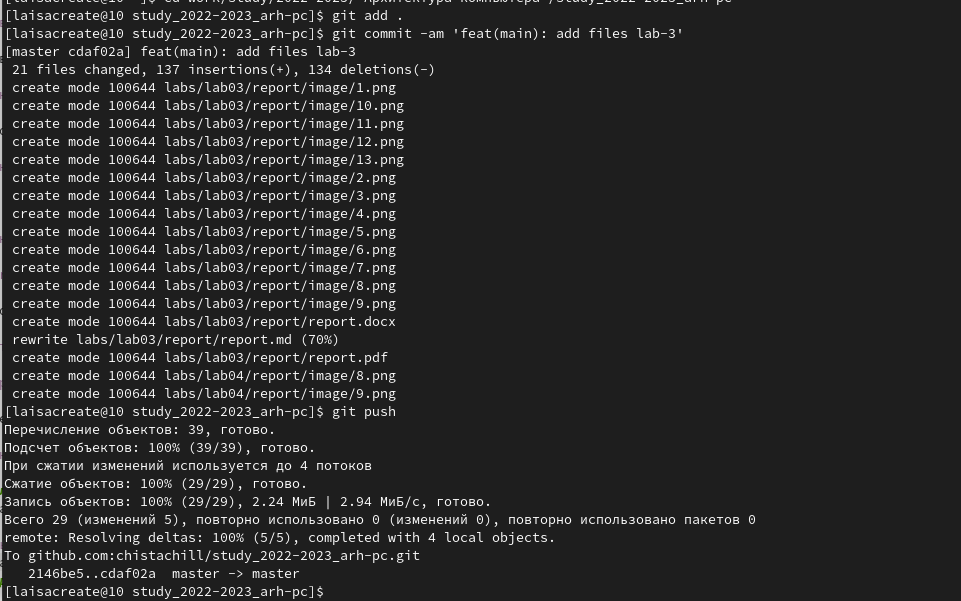 [laisacreate@10 study_2022-2023_arh-pc]$ git add .
[laisacreate@10 study_2022-2023_arh-pc]$ git commit -am 'feat(main): add files lab-3'
[master cdaf02a] feat(main): add files lab-3
 21 files changed, 137 insertions(+), 134 deletions(-)
 create mode 100644 labs/lab03/report/image/1.png
 create mode 100644 labs/lab03/report/image/10.png
 create mode 100644 labs/lab03/report/image/11.png
 create mode 100644 labs/lab03/report/image/12.png
 create mode 100644 labs/lab03/report/image/13.png
 create mode 100644 labs/lab03/report/image/2.png
 create mode 100644 labs/lab03/report/image/3.png
 create mode 100644 labs/lab03/report/image/4.png
 create mode 100644 labs/lab03/report/image/5.png
 create mode 100644 labs/lab03/report/image/6.png
 create mode 100644 labs/lab03/report/image/7.png
 create mode 100644 labs/lab03/report/image/8.png
 create mode 100644 labs/lab03/report/image/9.png
 create mode 100644 labs/lab03/report/report.docx
 rewrite labs/lab03/report/report.md (70%)
 create mode 100644 labs/lab03/report/report.pdf
 create mode 100644 labs/lab04/report/image/8.png
 create mode 100644 labs/lab04/report/image/9.png
[laisacreate@10 study_2022-2023_arh-pc]$ git push
Перечисление объектов: 39, готово.
Подсчет объектов: 100% (39/39), готово.
При сжатии изменений используется до 4 потоков
Сжатие объектов: 100% (29/29), готово.
Запись объектов: 100% (29/29), 2.24 МиБ | 2.94 МиБ/с, готово.
Всего 29 (изменений 5), повторно использовано 0 (изменений 0), повторно использовано пакетов 0
remote: Resolving deltas: 100% (5/5), completed with 4 local objects.
To github.com:chistachill/study_2022-2023_arh-pc.git
   2146be5..cdaf02a  master -> master
[laisacreate@10 study_2022-2023_arh-pc]$